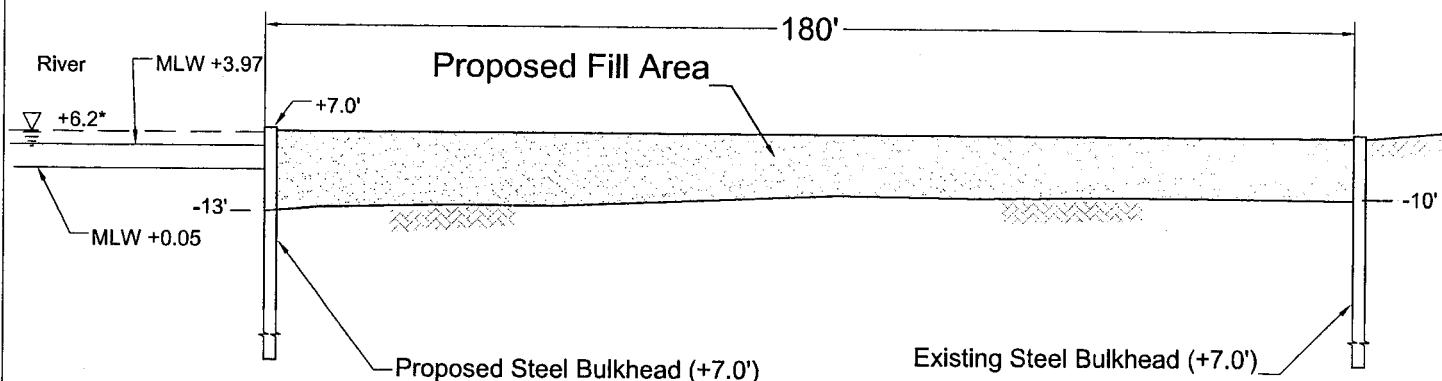 180'
River
MLW +3.97
Proposed Fill Area
+7.0'
+6.2*
-13'
-10'
MLW +0.05
Proposed Steel Bulkhead (+7.0')
Existing Steel Bulkhead (+7.0')